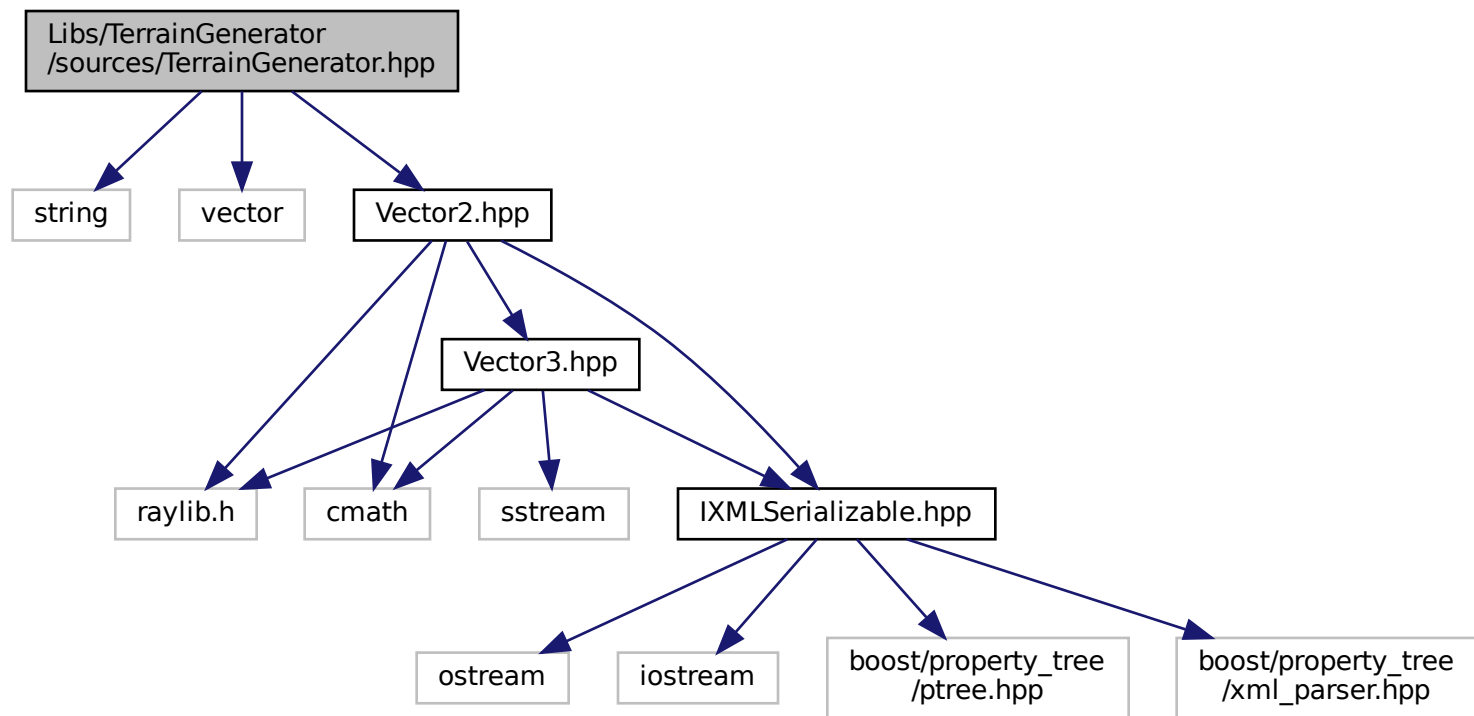 Libs/TerrainGenerator
/sources/TerrainGenerator.hpp
string
vector
Vector2.hpp
Vector3.hpp
raylib.h
cmath
sstream
IXMLSerializable.hpp
ostream
iostream
boost/property_tree
/ptree.hpp
boost/property_tree
/xml_parser.hpp